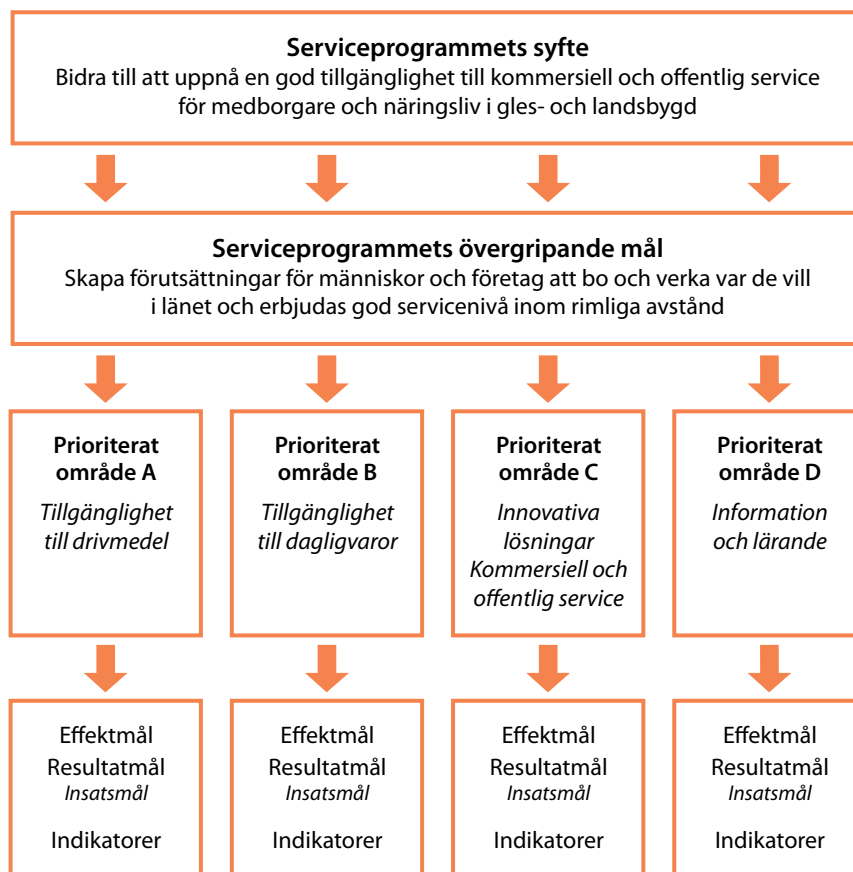 Serviceprogrammets syfte
Bidra till att uppnå en god tillgänglighet till kommersiell och offentlig service
för medborgare och näringsliv i gles- och landsbygd
Serviceprogrammets övergripande mål
Skapa förutsättningar för människor och företag att bo och verka var de vill
i länet och erbjudas god servicenivå inom rimliga avstånd
Prioriterat
område A
Tillgänglighet
till drivmedel
Prioriterat
område B
Tillgänglighet
till dagligvaror
Prioriterat
område C
Innovativa
lösningar
Kommersiell och
offentlig service
Prioriterat
område D
Information
och lärande
Effektmål
Resultatmål
Insatsmål
Indikatorer
Effektmål
Resultatmål
Insatsmål
Indikatorer
Effektmål
Resultatmål
Insatsmål
Indikatorer
Effektmål
Resultatmål
Insatsmål
Indikatorer